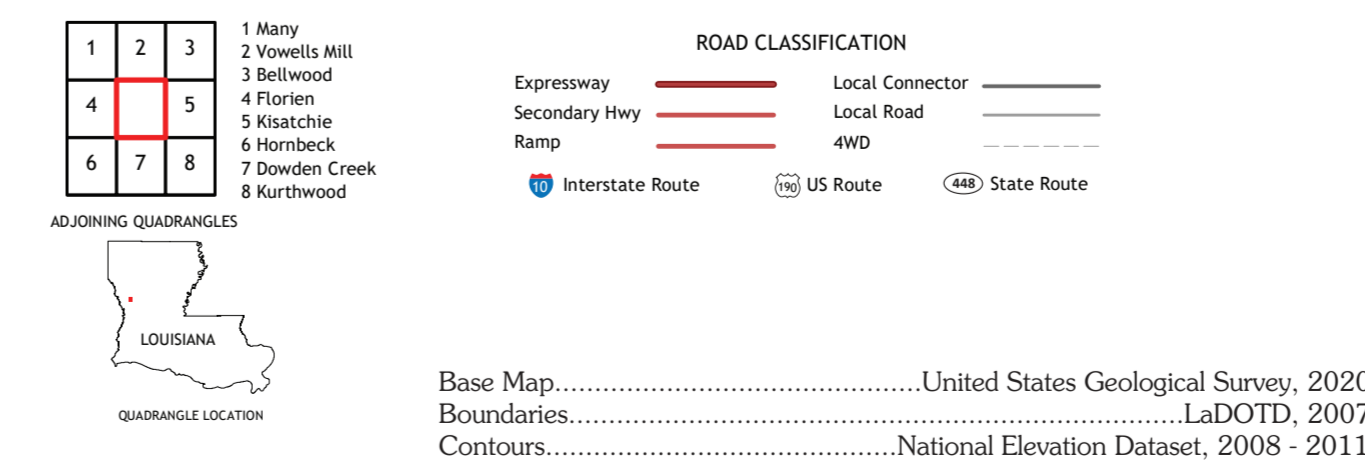 1 2 3
4 5
6 7 8
1 Many
2 Vowells Mill
3 Bellwood
4 Florien
5 Kisatchie
6 Hornbeck
7 Dowden Creek
8 Kurthwood
ADJOINING QUADRANGLES
LOUISIANA
QUADRANGLE LOCATION
ROAD CLASSIFICATION
Expressway
Secondary Hwy
Ramp
Local Connector
Local Road
4WD
10 Interstate Route
190 US Route
448 State Route
Base Map..............................................United States Geological Survey, 2020
Boundaries.............................................................................LaDOTD, 2007
Contours............................................National Elevation Dataset, 2008 - 2011